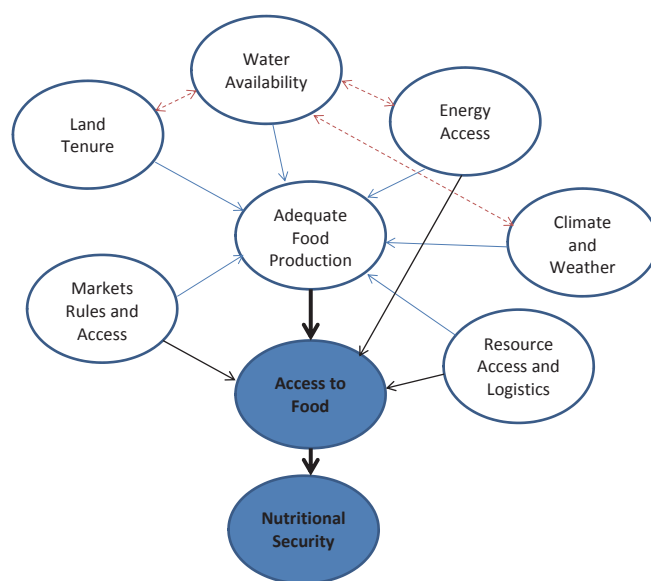 Water
Availability
Land
Tenure
Energy
Access
Adequate
Food
Production
Climate
and
Weather
Markets
Rules and
Access
Resource
Access and
Logistics
Access to
Food
Nutritional
Security